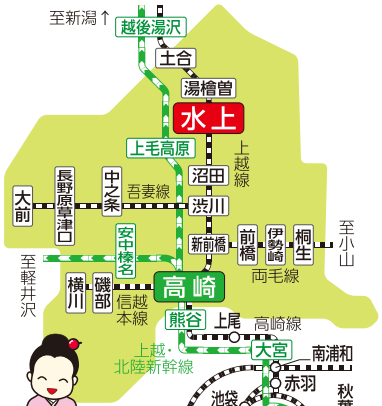 至新潟↑
越後湯沢
土合
湯檜曽
水上
上毛高原
上越線
沼田
大前
長野原草津口
中之条
吾妻線
渋川
安中榛名
新前橋
前橋
伊勢崎
桐生
至小山
両毛線
至軽井沢
横川
磯部
信越本線
高崎
熊谷
上尾
高崎線
上越・
北陸新幹線
大宮
南浦和
赤羽
池袋
秋葉